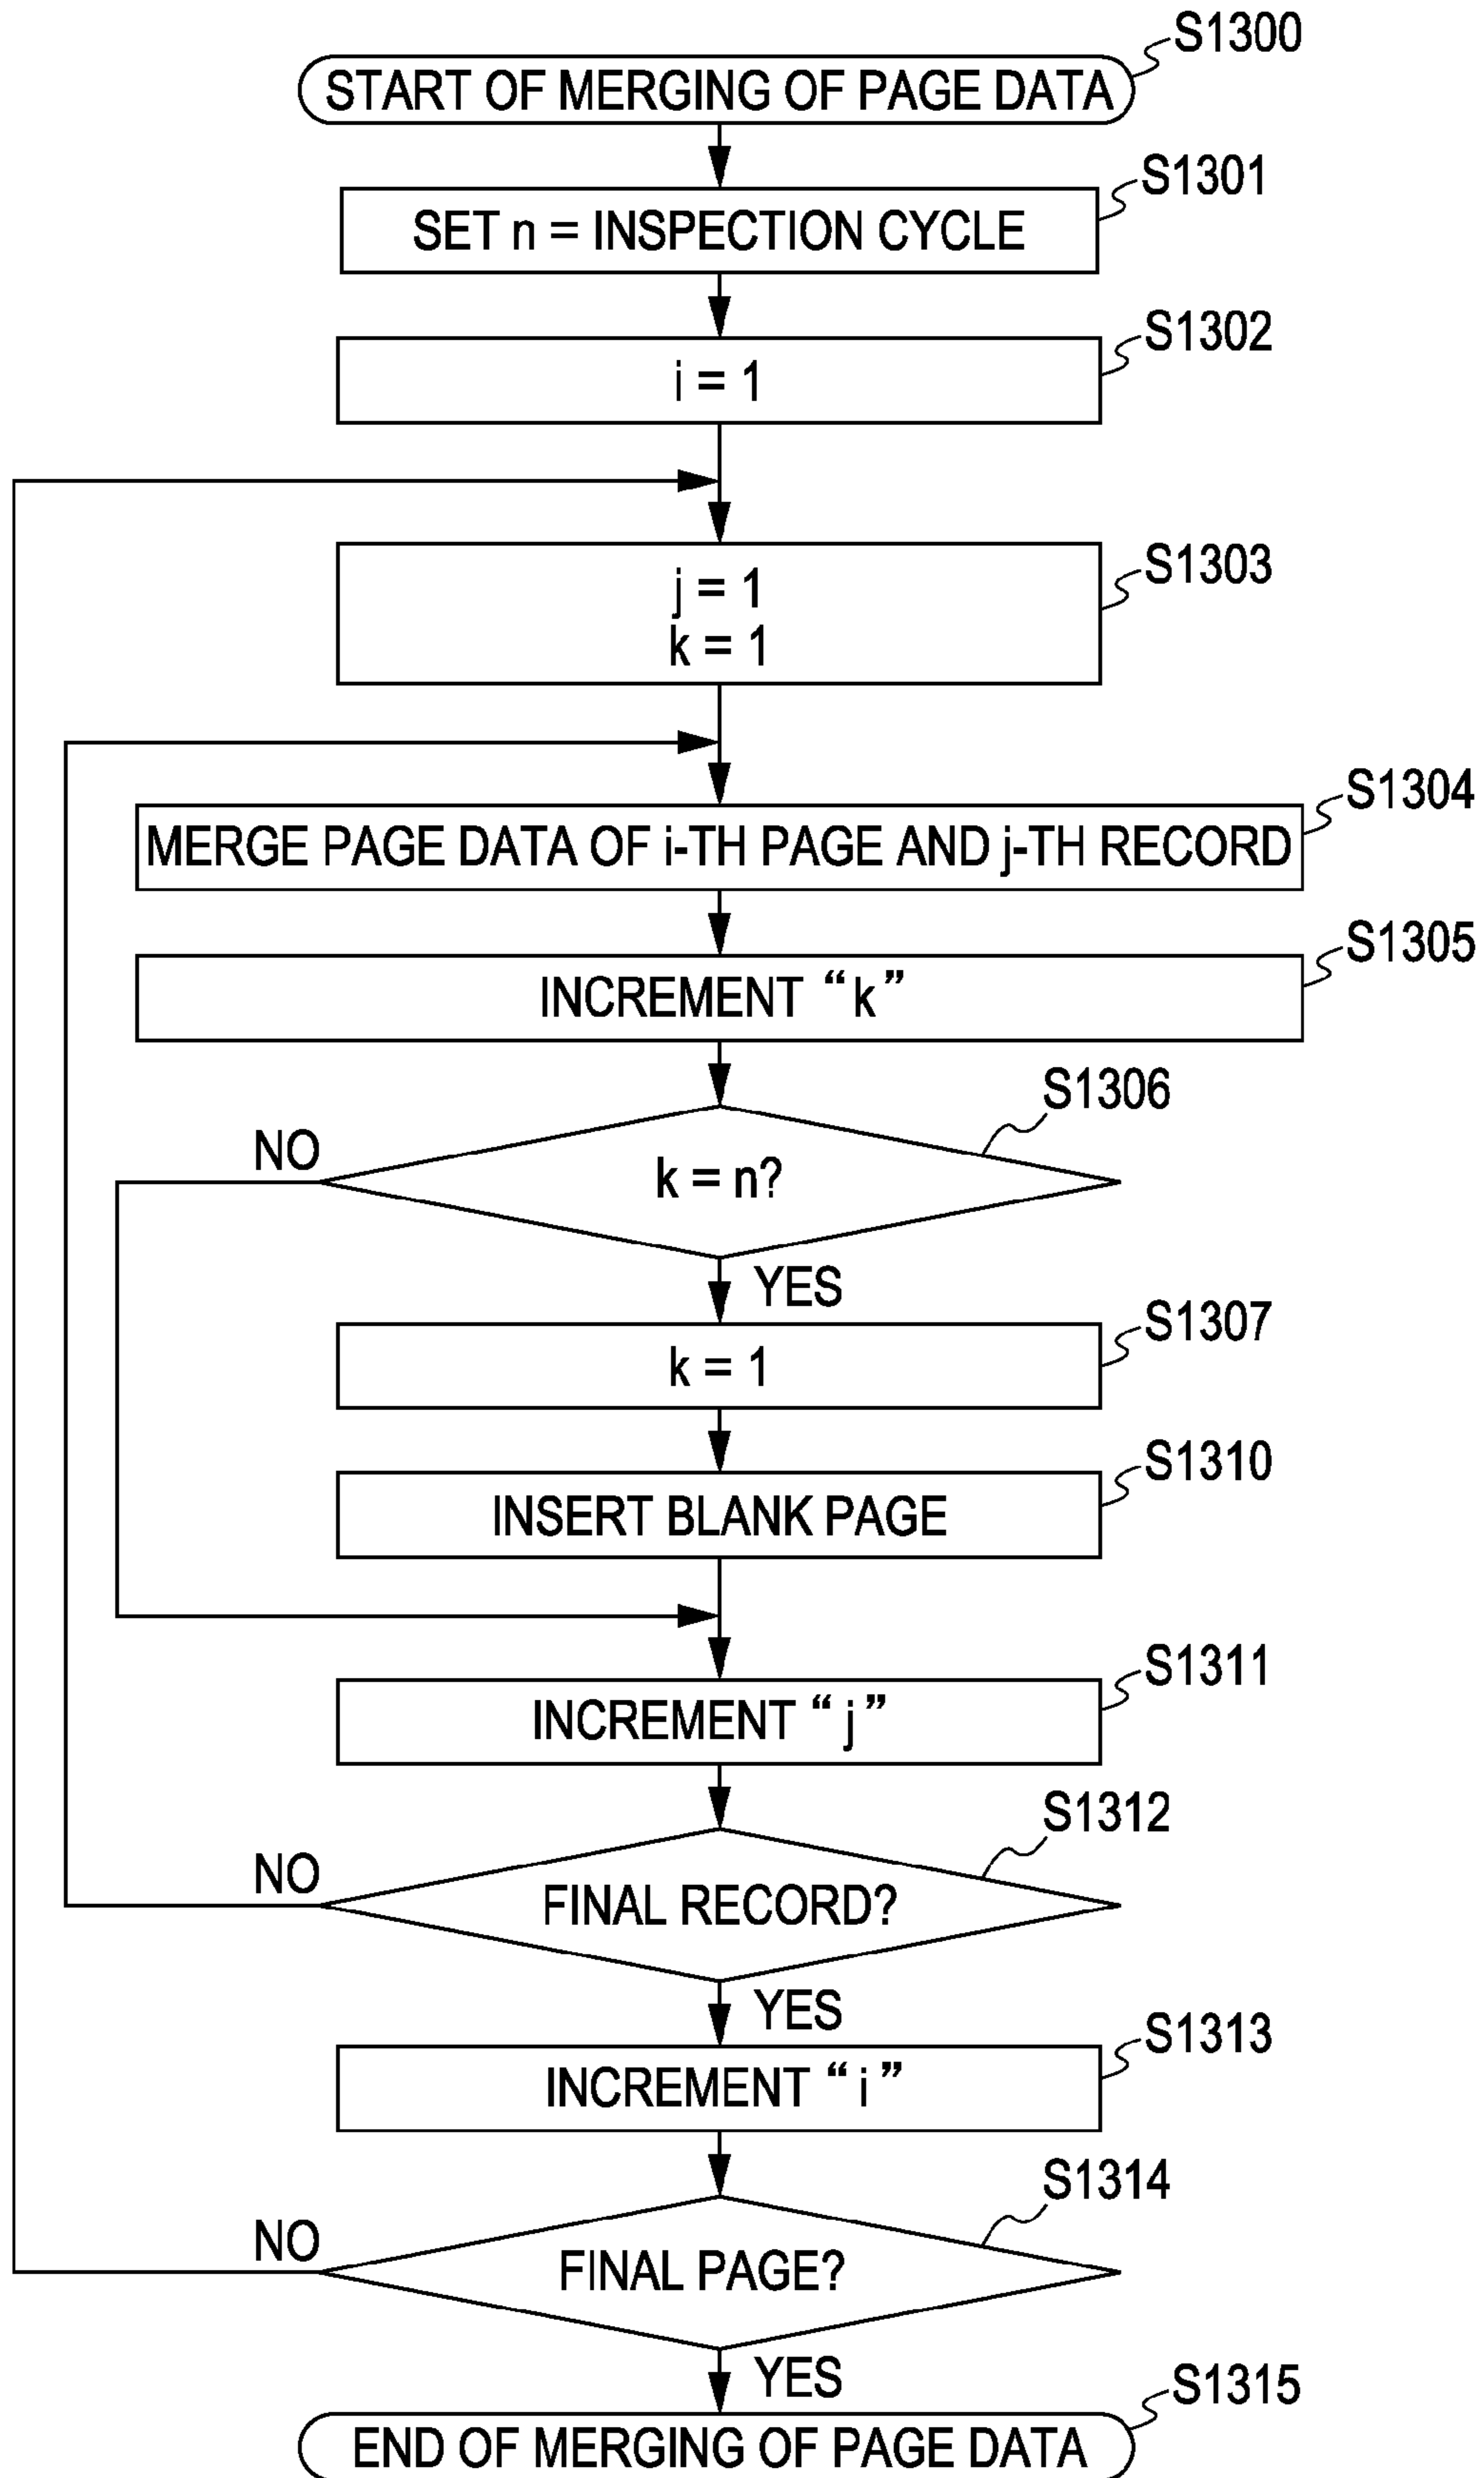 S1300
START OF MERGING OF PAGE DATA
S1301
SET n = INSPECTION CYCLE
S1302
i = 1
S1303
j = 1
k = 1
S1304
MERGE PAGE DATA OF i-TH PAGE AND j-TH RECORD
S1305
INCREMENT “k”
S1306
NO
k = n?
YES
S1307
k = 1
S1310
INSERT BLANK PAGE
S1311
INCREMENT “j”
S1312
NO
FINAL RECORD?
YES
S1313
INCREMENT “i”
S1314
NO
FINAL PAGE?
YES
S1315
END OF MERGING OF PAGE DATA